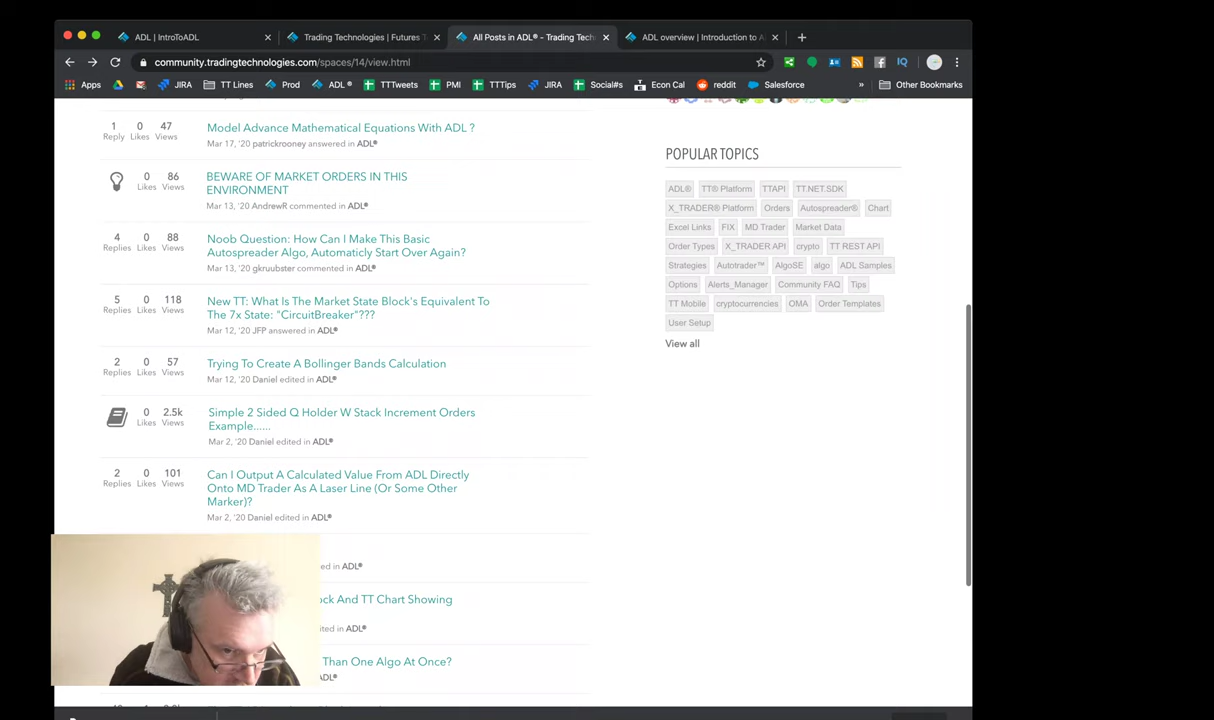 ADL | IntroToADL
Trading Technologies | Futures T
All Posts in ADL® - Trading Tech
ADL overview | Introduction to A
community.tradingtechnologies.com/spaces/14/view.html
Apps JIRA TT Lines Prod ADL ® TTTweets PMI TTTips JIRA Social#s Econ Cal reddit Salesforce » Other Bookmarks
1 0 47
Reply Likes Views
Model Advance Mathematical Equations With ADL ?
Mar 17, '20 patrickrooney answered in ADL®
0 86
Likes Views
BEWARE OF MARKET ORDERS IN THIS
ENVIRONMENT
Mar 13, '20 AndrewR commented in ADL®
4 0 88
Replies Likes Views
Noob Question: How Can I Make This Basic
Autospreader Algo, Automaticly Start Over Again?
Mar 13, '20 gkruubster commented in ADL®
5 0 118
Replies Likes Views
New TT: What Is The Market State Block's Equivalent To
The 7x State: "CircuitBreaker"???
Mar 12, '20 JFP answered in ADL®
2 0 57
Replies Likes Views
Trying To Create A Bollinger Bands Calculation
Mar 12, '20 Daniel edited in ADL®
0 2.5k
Likes Views
Simple 2 Sided Q Holder W Stack Increment Orders
Example......
Mar 2, '20 Daniel edited in ADL®
2 0 101
Replies Likes Views
Can I Output A Calculated Value From ADL Directly
Onto MD Trader As A Laser Line (Or Some Other
Marker)?
Mar 2, '20 Daniel edited in ADL®
ed in ADL®
ock And TT Chart Showing
ited in ADL®
Than One Algo At Once?
ADL®
POPULAR TOPICS
ADL® TT® Platform TTAPI TT.NET.SDK
X_TRADER® Platform Orders Autospreader® Chart
Excel Links FIX MD Trader Market Data
Order Types X_TRADER API crypto TT REST API
Strategies Autotrader™ AlgoSE algo ADL Samples
Options Alerts_Manager Community FAQ Tips
TT Mobile cryptocurrencies OMA Order Templates
User Setup
View all